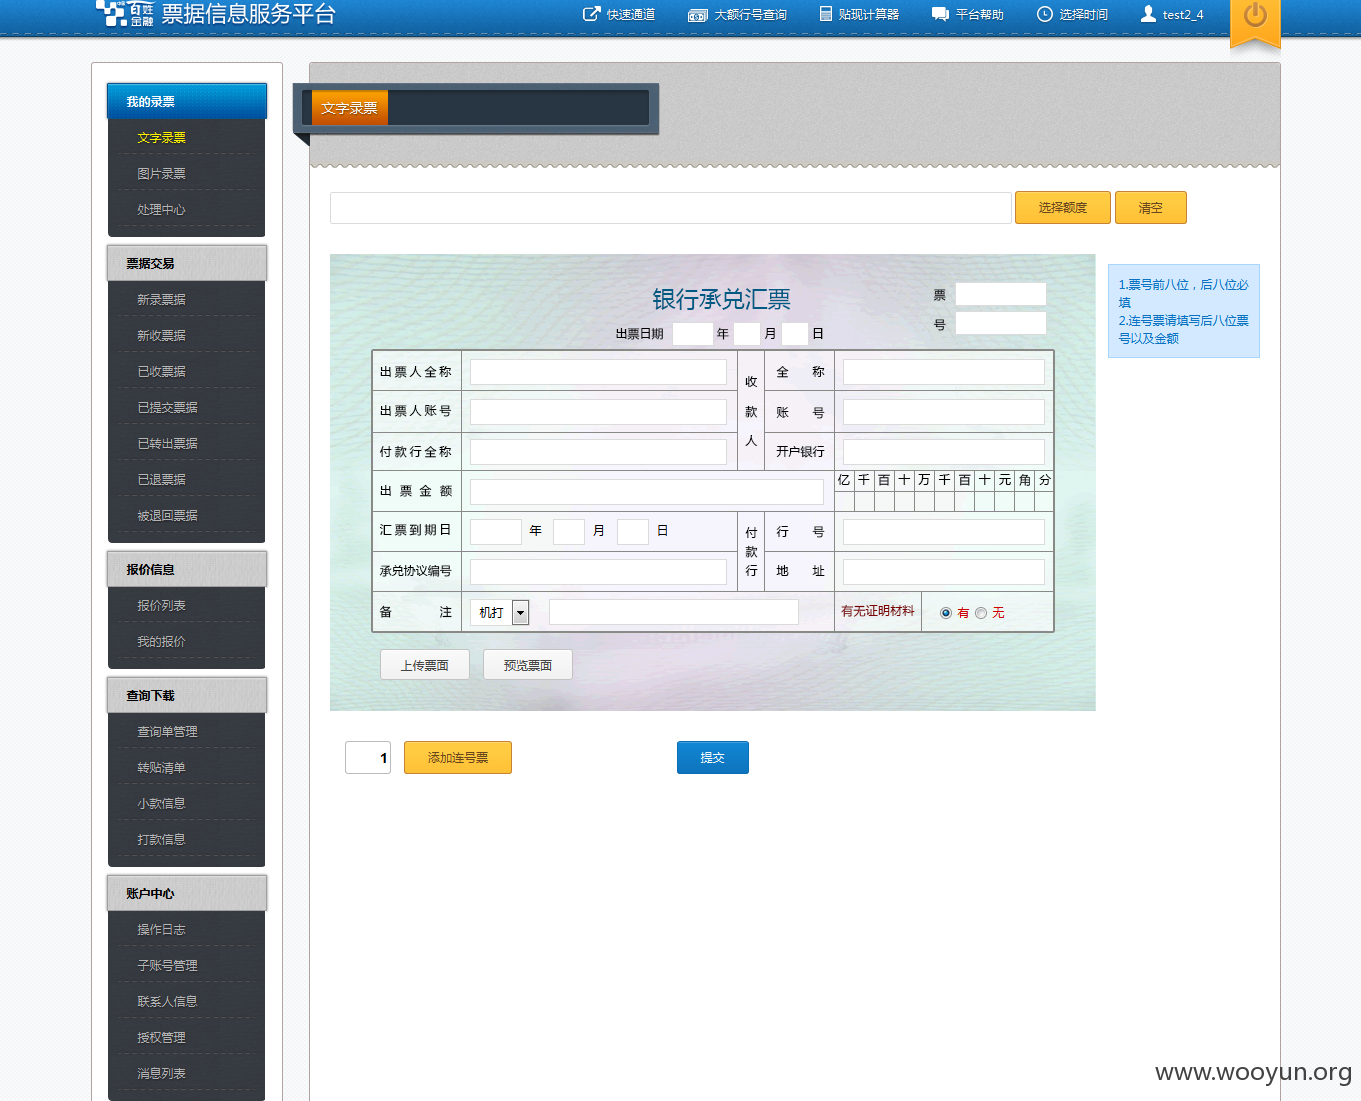 百姓金融 票据信息服务平台
快速通道 大额行号查询 贴现计算器 平台帮助 选择时间 test2_4
我的录票
文字录票
图片录票
处理中心
票据交易
新录票据
新收票据
已收票据
已提交票据
已转出票据
已退票据
被退回票据
报价信息
报价列表
我的报价
查询下载
查询单管理
转贴清单
小款信息
打款信息
账户中心
操作日志
子账号管理
联系人信息
授权管理
消息列表
文字录票
选择额度 清空
银行承兑汇票
票
号
出票日期 年 月 日
出票人全称 收款人 全 称
出票人账号 账 号
付款行全称 开户银行
出票金额 亿 千 百 十 万 千 百 十 元 角 分
汇票到期日 年 月 日 付款行 行 号
承兑协议编号 地 址
备 注 机打 有无证明材料 有 无
上传票面 预览票面
1.票号前八位，后八位必
填
2.连号票请填写后八位票
号以及金额
1 添加连号票 提交
www.wooyun.org